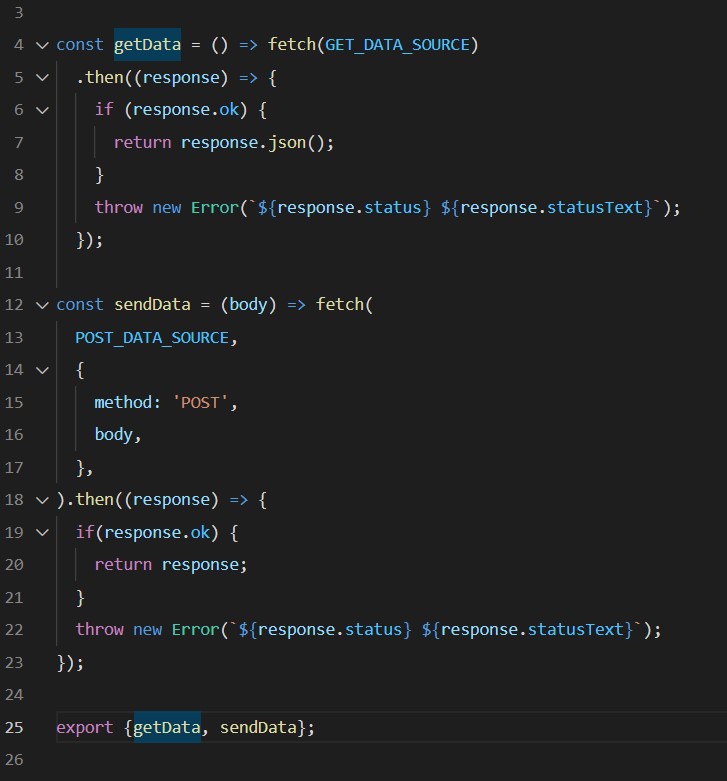 3
4 const getData = () => fetch(GET_DATA_SOURCE)
5   .then((response) => {
6     if (response.ok) {
7       return response.json();
8     }
9     throw new Error(`${response.status} ${response.statusText}`);
10   });
11
12 const sendData = (body) => fetch(
13   POST_DATA_SOURCE,
14   {
15     method: 'POST',
16     body,
17   },
18 ).then((response) => {
19   if(response.ok) {
20     return response;
21   }
22   throw new Error(`${response.status} ${response.statusText}`);
23 });
24
25 export {getData, sendData};
26